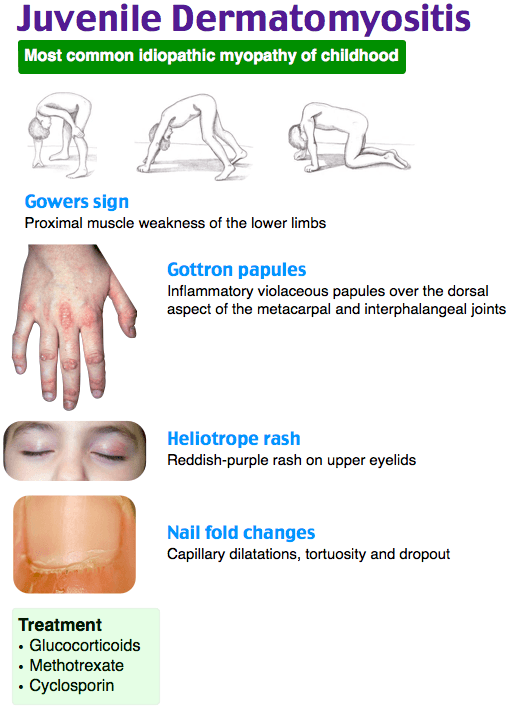 Juvenile Dermatomyositis
Most common idiopathic myopathy of childhood
Gowers sign
Proximal muscle weakness of the lower limbs
Gottron papules
Inflammatory violaceous papules over the dorsal
aspect of the metacarpal and interphalangeal joints
Heliotrope rash
Reddish-purple rash on upper eyelids
Nail fold changes
Capillary dilatations, tortuosity and dropout
Treatment
• Glucocorticoids
• Methotrexate
• Cyclosporin